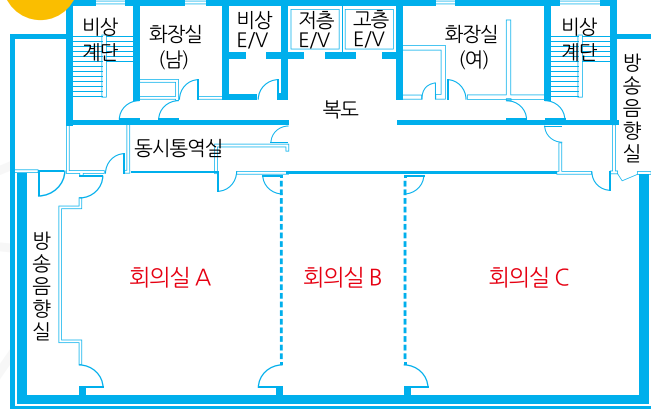 비상
계단
화장실
(남)
비상
E/V
저층
E/V
고층
E/V
화장실
(여)
비상
계단
방송음향실
복도
동시통역실
방송음향실
회의실 A
회의실 B
회의실 C